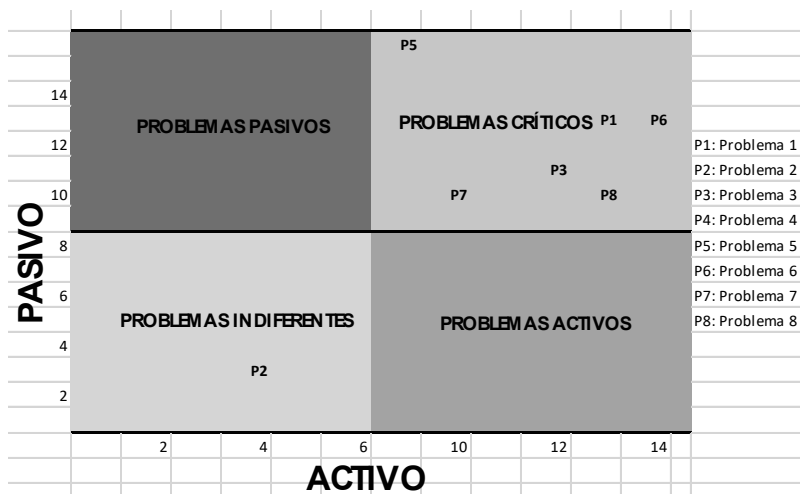 P5
14
PROBLEMAS PASIVOS
PROBLEMAS CRÍTICOS P1 P6
12
P1: Problema 1
P3
P2: Problema 2
10
P7
P8
P3: Problema 3
PASIVO
P4: Problema 4
8
P5: Problema 5
6
P6: Problema 6
PROBLEMAS INDIFERENTES
PROBLEMAS ACTIVOS
P7: Problema 7
P8: Problema 8
4
P2
2
2 4 6 10 12 14
ACTIVO